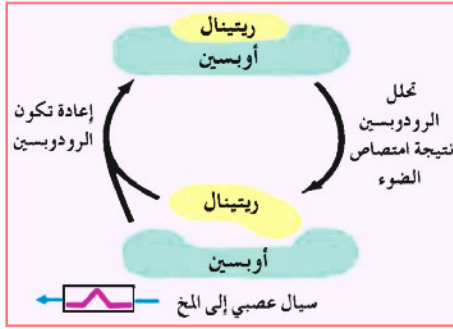 ريتينال
أوبسين
تحلل
الرودوبسين
نتيجة امتصاص
الضوء
إعادة تكون
الرودوبسين
ريتينال
أوبسين
سيال عصبي إلى المخ